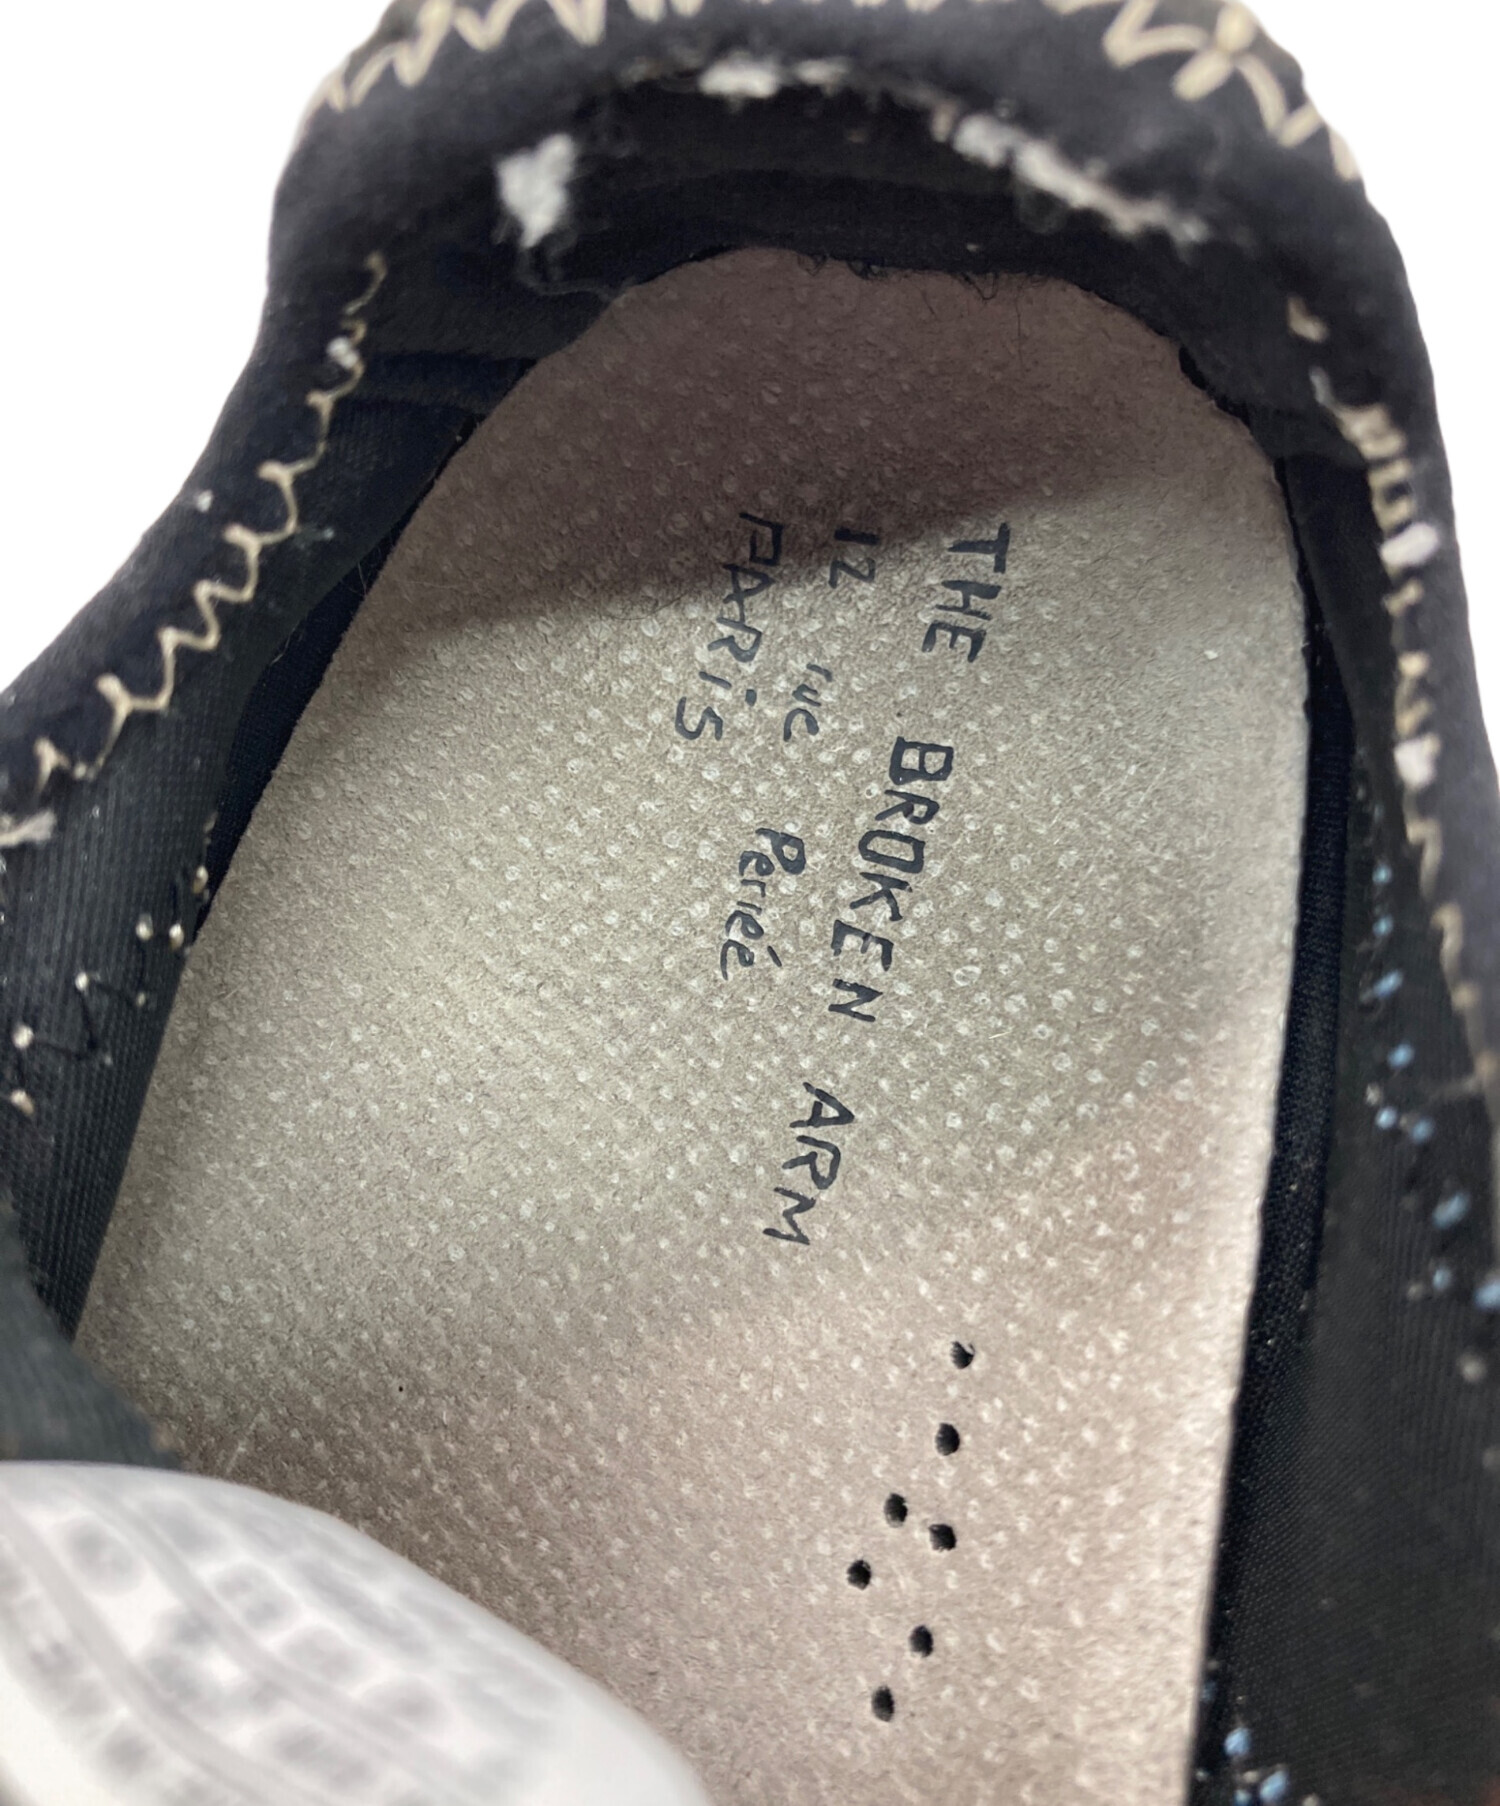 THE BROKEN ARM
12 rue Perrée
PARiS